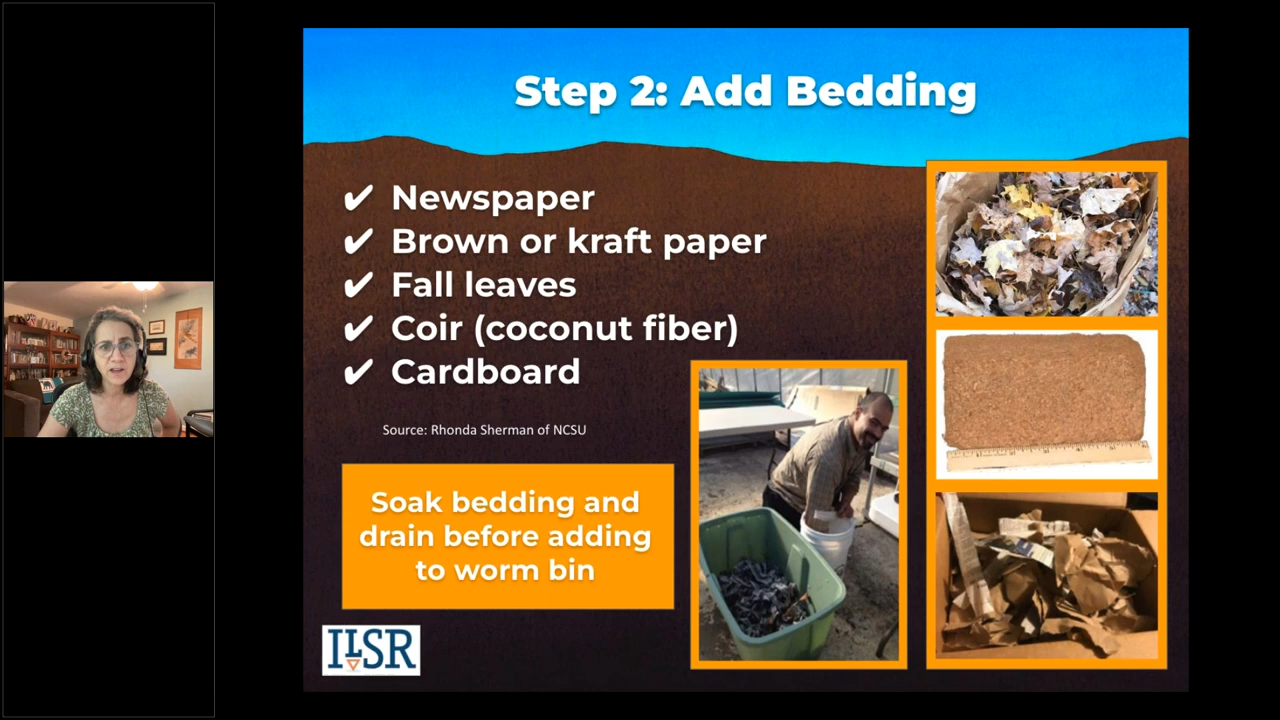 Step 2: Add Bedding
✔ Newspaper
✔ Brown or kraft paper
✔ Fall leaves
✔ Coir (coconut fiber)
✔ Cardboard
Source: Rhonda Sherman of NCSU
Soak bedding and
drain before adding
to worm bin
ILSR